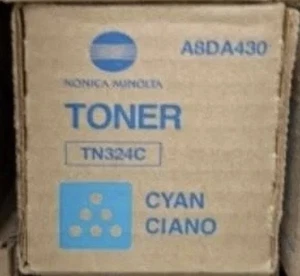 A8DA430
KONICA MINOLTA
TONER
TN324C
CYAN
CIANO